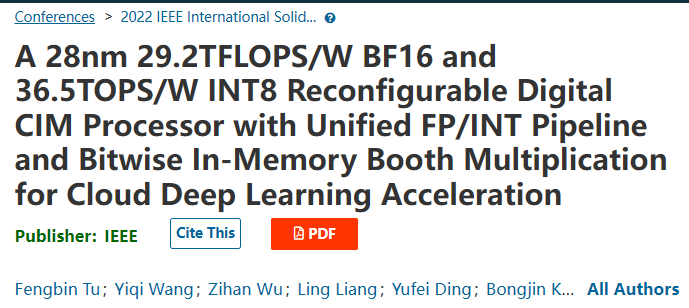 Conferences > 2022 IEEE International Solid...
A 28nm 29.2TFLOPS/W BF16 and
36.5TOPS/W INT8 Reconfigurable Digital
CIM Processor with Unified FP/INT Pipeline
and Bitwise In-Memory Booth Multiplication
for Cloud Deep Learning Acceleration
Publisher: IEEE Cite This PDF
Fengbin Tu; Yiqi Wang; Zihan Wu; Ling Liang; Yufei Ding; Bongjin K... All Authors